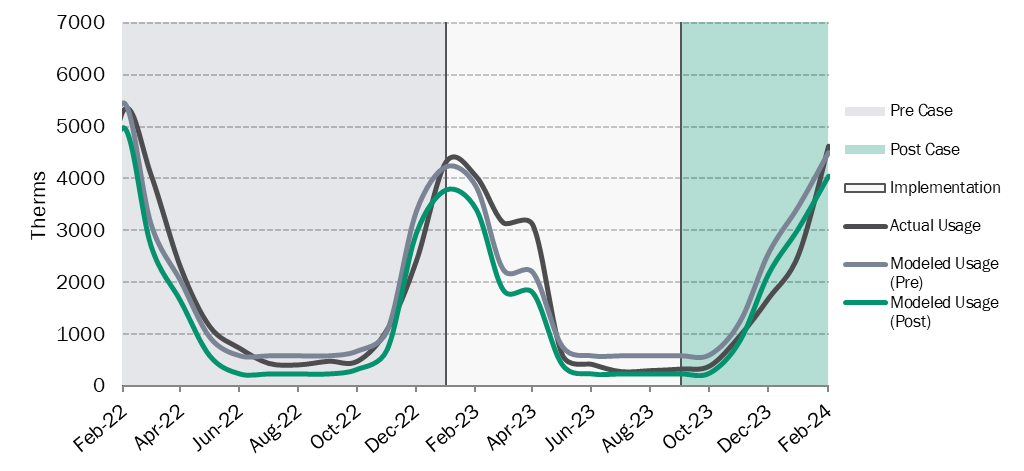 7000
6000
5000
4000
3000
2000
1000
0
Therms
Feb-22
Apr-22
Jun-22
Aug-22
Oct-22
Dec-22
Feb-23
Apr-23
Jun-23
Aug-23
Oct-23
Dec-23
Feb-24
Pre Case
Post Case
Implementation
Actual Usage
Modeled Usage
(Pre)
Modeled Usage
(Post)